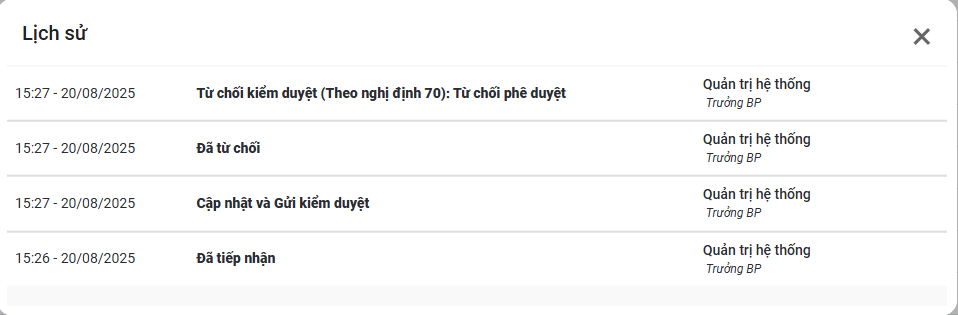 Lịch sử
15:27 - 20/08/2025 Từ chối kiểm duyệt (Theo nghị định 70): Từ chối phê duyệt Quản trị hệ thống
Trưởng BP
15:27 - 20/08/2025 Đã từ chối Quản trị hệ thống
Trưởng BP
15:27 - 20/08/2025 Cập nhật và Gửi kiểm duyệt Quản trị hệ thống
Trưởng BP
15:26 - 20/08/2025 Đã tiếp nhận Quản trị hệ thống
Trưởng BP